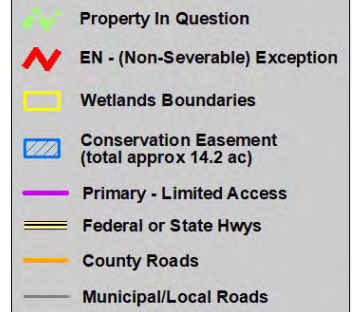 Property In Question
EN - (Non-Severable) Exception
Wetlands Boundaries
Conservation Easement
(total approx 14.2 ac)
Primary - Limited Access
Federal or State Hwys
County Roads
Municipal/Local Roads